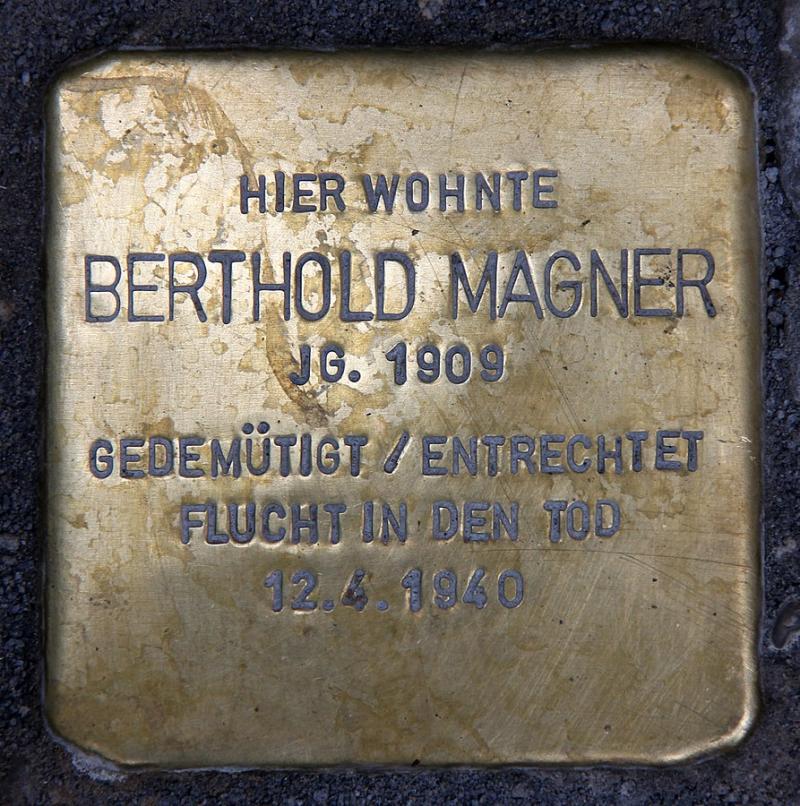 HIER WOHNTE
BERTHOLD MAGNER
JG. 1909
GEDEMÜTIGT / ENTRECHTET
FLUCHT IN DEN TOD
12.4.1940